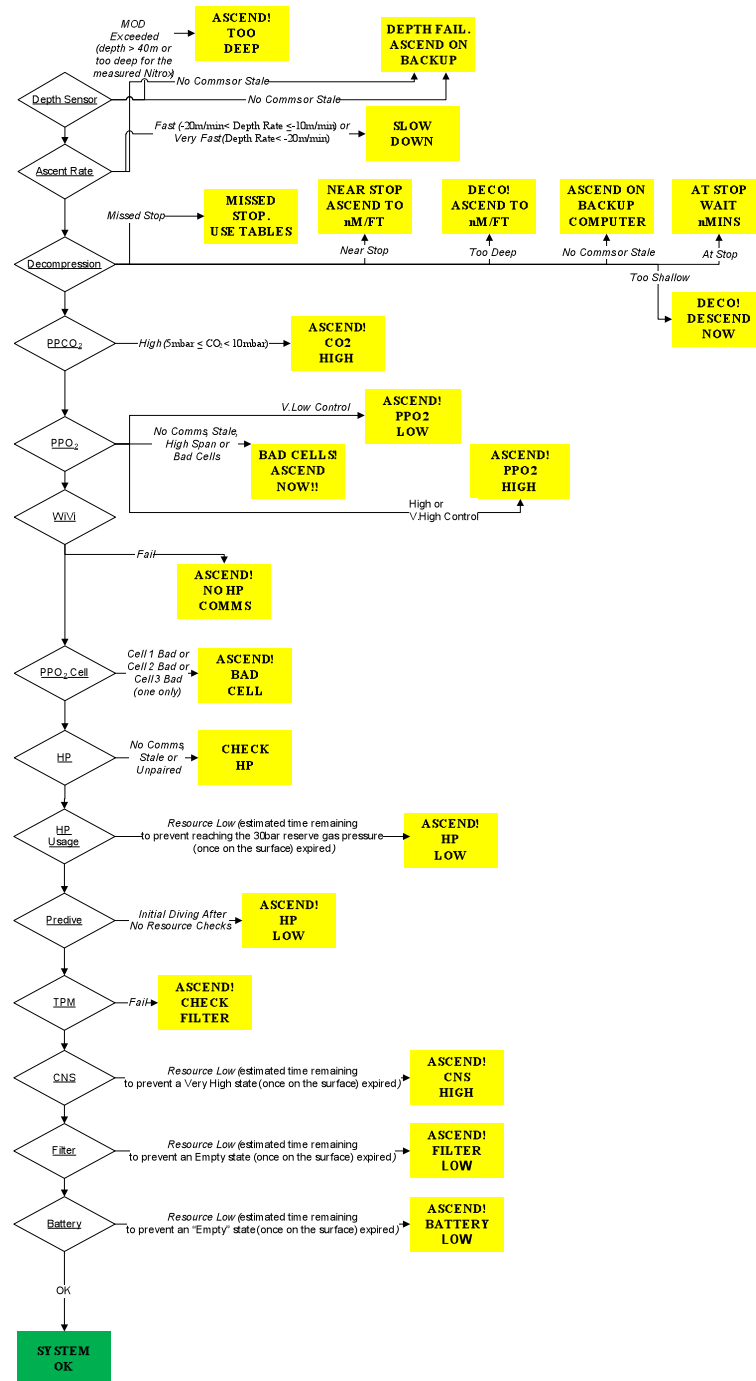 MOD
Exceeded
(depth > 40m or
too deep for the
measured Nitrox)
ASCEND!
TOO
DEEP
DEPTH FAIL.
ASCEND ON
BACKUP
No Comms or Stale
Depth Sensor
No Comms or Stale
Fast (-20m/min< Depth Rate ≤-10m/min) or
Very Fast(Depth Rate< -20m/min)
SLOW
DOWN
Ascent Rate
Missed Stop
MISSED
STOP.
USE TABLES
NEAR STOP
ASCEND TO
nM/FT
DECO!
ASCEND TO
nM/FT
ASCEND ON
BACKUP
COMPUTER
AT STOP
WAIT
nMINS
Near Stop
Too Deep
No Comms or Stale
At Stop
Decompression
Too Shallow
DECO!
DESCEND
NOW
PPCO₂
High (5mbar ≤ CO₂ < 10mbar)
ASCEND!
CO2
HIGH
V.Low Control
ASCEND!
PPO2
LOW
PPO₂
No Comms, Stale,
High Span or
Bad Cells
BAD CELLS!
ASCEND
NOW!!
ASCEND!
PPO2
HIGH
High or
V.High Control
WiVi
Fail
ASCEND!
NO HP
COMMS
PPO₂ Cell
Cell 1 Bad or
Cell 2 Bad or
Cell 3 Bad
(one only)
ASCEND!
BAD
CELL
HP
No Comms,
Stale or
Unpaired
CHECK
HP
HP
Usage
Resource Low (estimated time remaining
to prevent reaching the 30bar reserve gas pressure
(once on the surface) expired)
ASCEND!
HP
LOW
Predive
Initial Diving After
No Resource Checks
ASCEND!
HP
LOW
TPM
Fail
ASCEND!
CHECK
FILTER
CNS
Resource Low (estimated time remaining
to prevent a Very High state (once on the surface) expired)
ASCEND!
CNS
HIGH
Filter
Resource Low (estimated time remaining
to prevent an Empty state (once on the surface) expired)
ASCEND!
FILTER
LOW
Battery
Resource Low (estimated time remaining
to prevent an “Empty” state (once on the surface) expired)
ASCEND!
BATTERY
LOW
OK
SYSTEM
OK